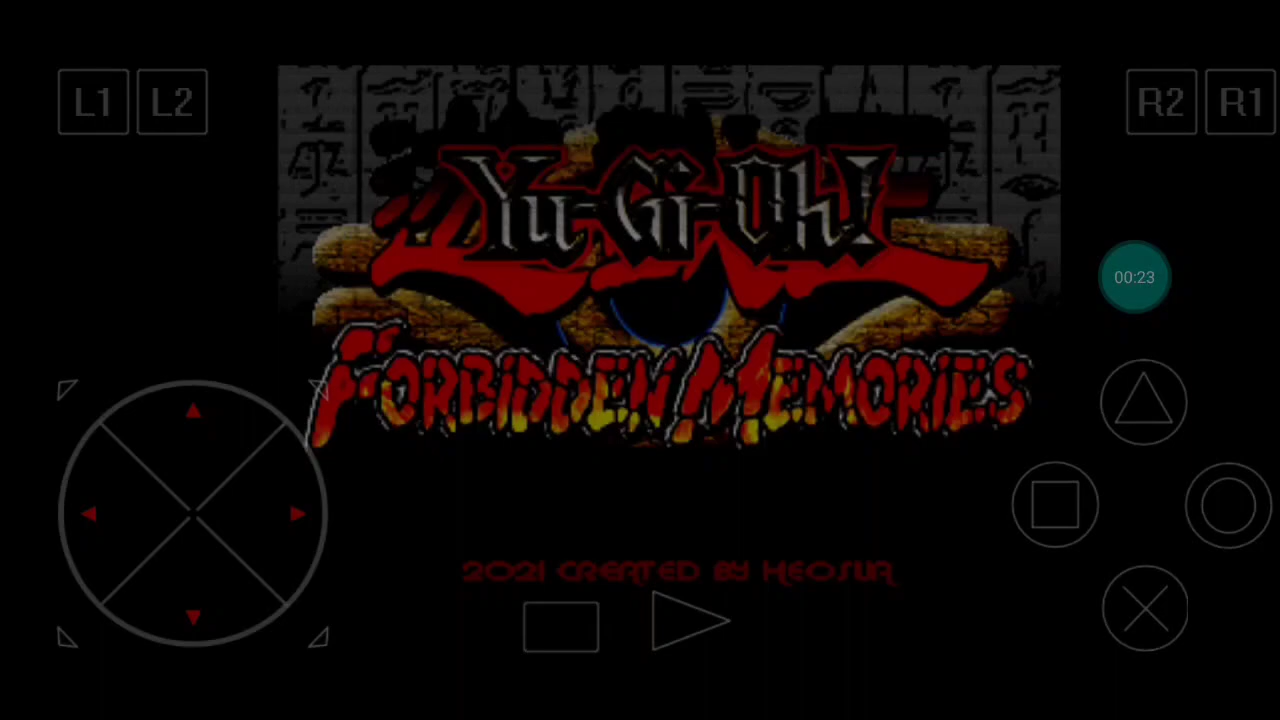 L1 L2 R2 R1
Yu-Gi-Oh!
00:23
FORBIDDEN MEMORIES
2021 CREATED BY HEOSUR